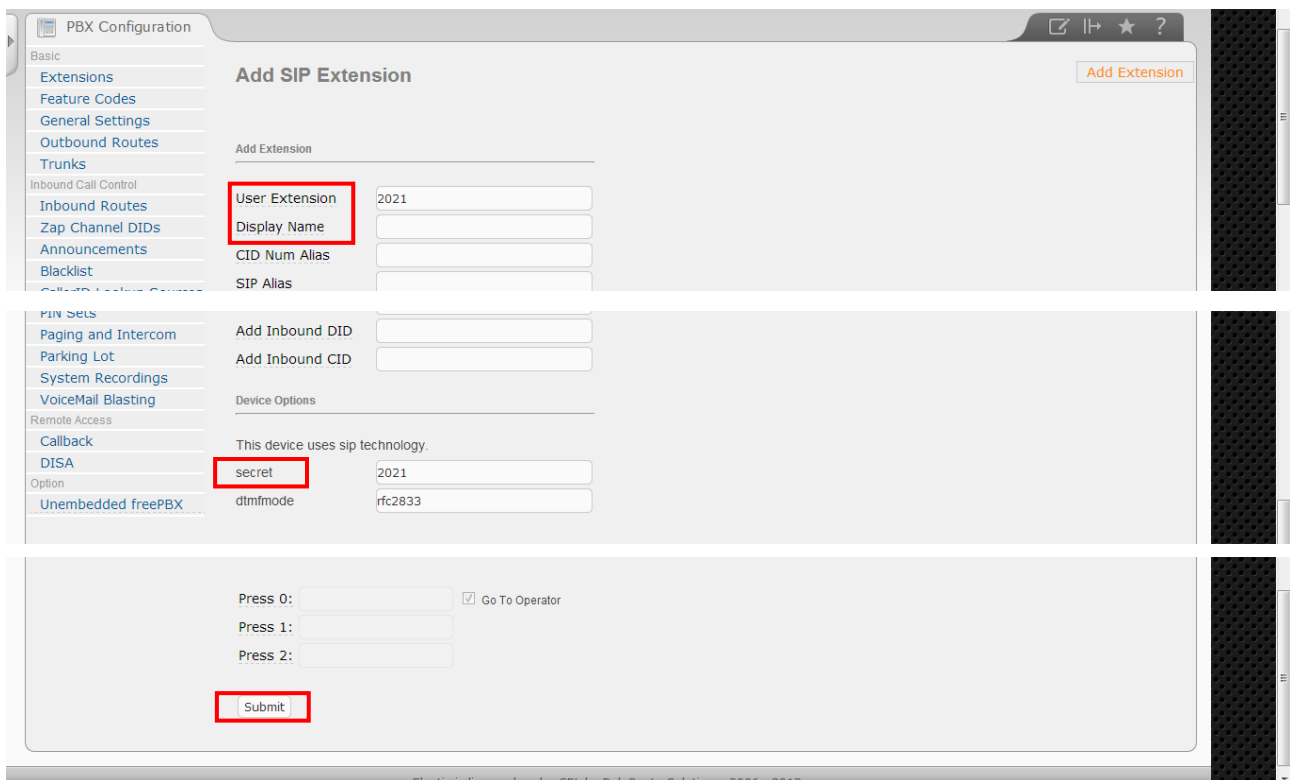 PBX Configuration
?
Basic
Extensions
Feature Codes
General Settings
Outbound Routes
Trunks
Inbound Call Control
Inbound Routes
Zap Channel DIDs
Announcements
Blacklist
Add SIP Extension
Add Extension
Add Extension
User Extension 2021
Display Name
CID Num Alias
SIP Alias
PIN Sets
Paging and Intercom
Parking Lot
System Recordings
VoiceMail Blasting
Remote Access
Callback
DISA
Option
Unembedded freePBX
Add Inbound DID
Add Inbound CID
Device Options
This device uses sip technology.
secret 2021
dtmfmode rfc2833
Press 0: Go To Operator
Press 1:
Press 2:
Submit